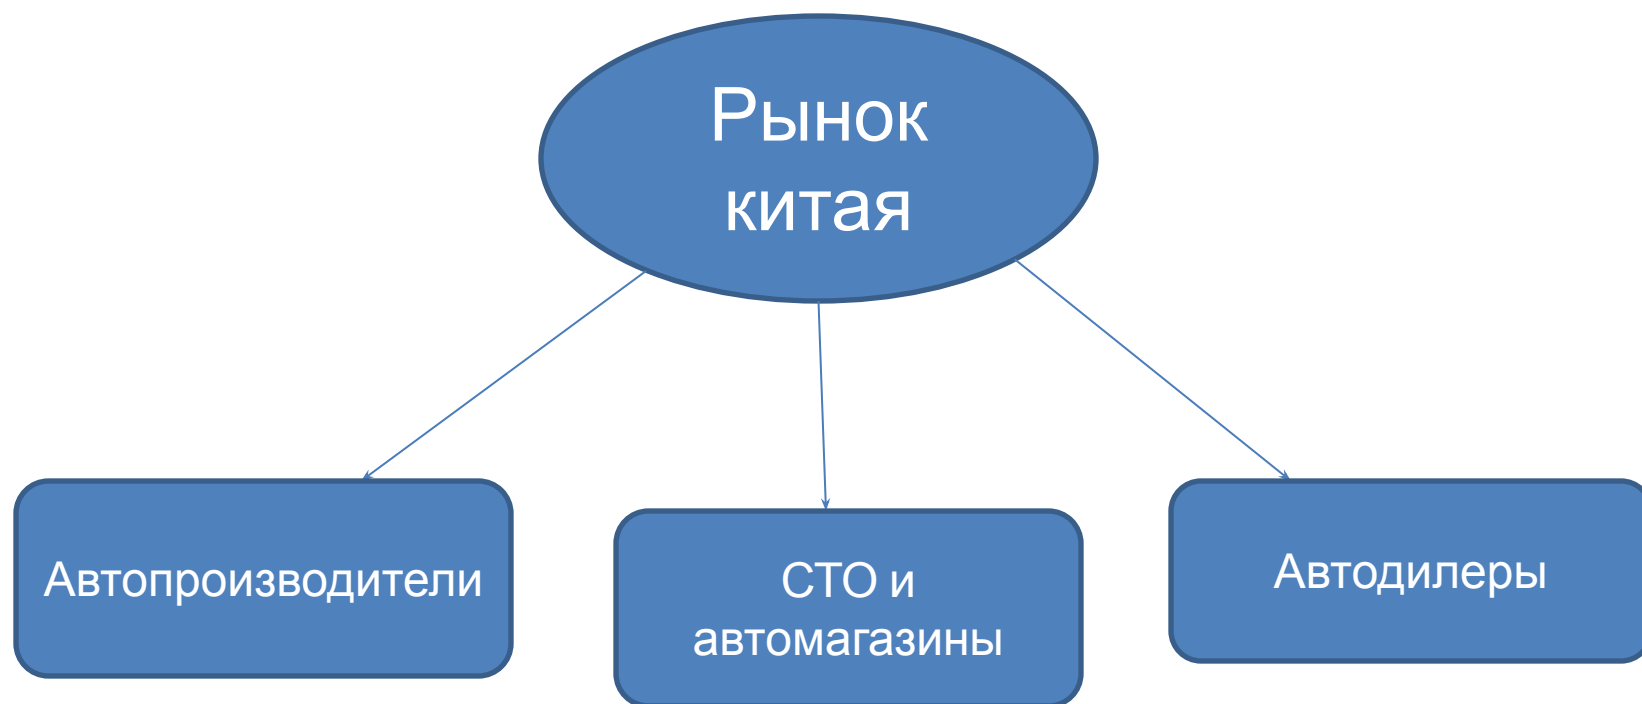 Рынок
китая
Автопроизводители
СТО и
автомагазины
Автодилеры